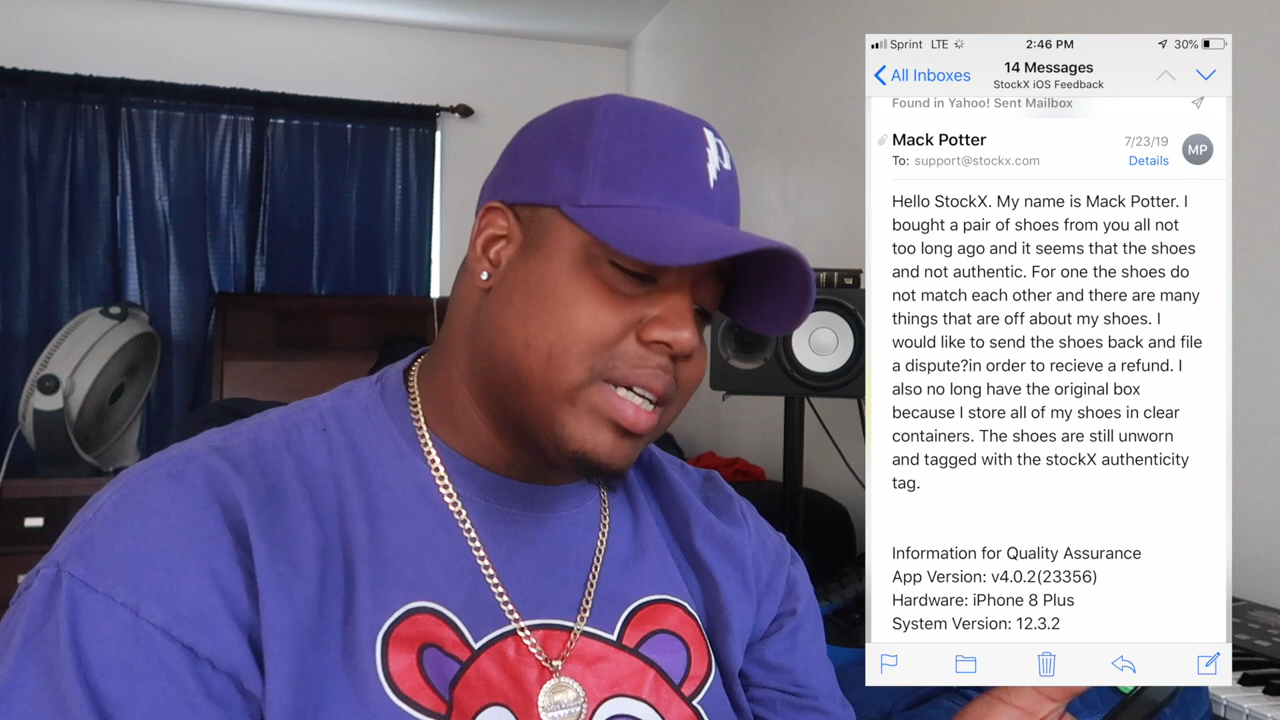 Sprint LTE 2:46 PM 30%
All Inboxes 14 Messages
StockX iOS Feedback
Found in Yahoo! Sent Mailbox
Mack Potter 7/23/19 MP
To: support@stockx.com Details
Hello StockX. My name is Mack Potter. I
bought a pair of shoes from you all not
too long ago and it seems that the shoes
and not authentic. For one the shoes do
not match each other and there are many
things that are off about my shoes. I
would like to send the shoes back and file
a dispute?in order to recieve a refund. I
also no long have the original box
because I store all of my shoes in clear
containers. The shoes are still unworn
and tagged with the stockX authenticity
tag.
Information for Quality Assurance
App Version: v4.0.2(23356)
Hardware: iPhone 8 Plus
System Version: 12.3.2